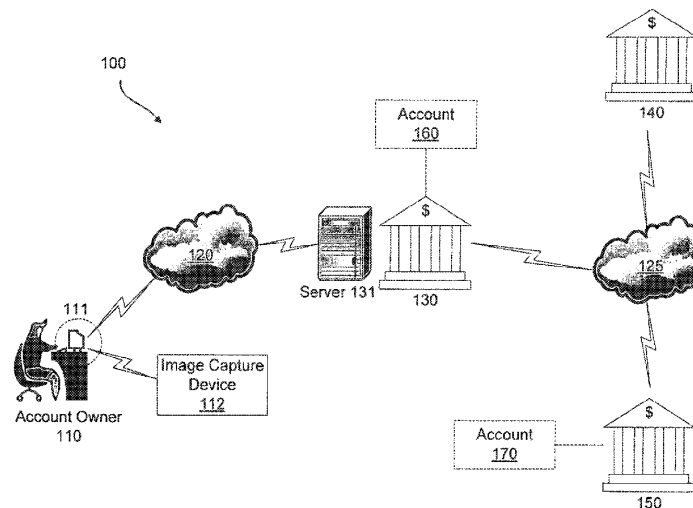 $
100
140
Account
160
$
120
125
Server 131
130
111
Image Capture
Device
112
Account Owner
110
$
Account
170
150